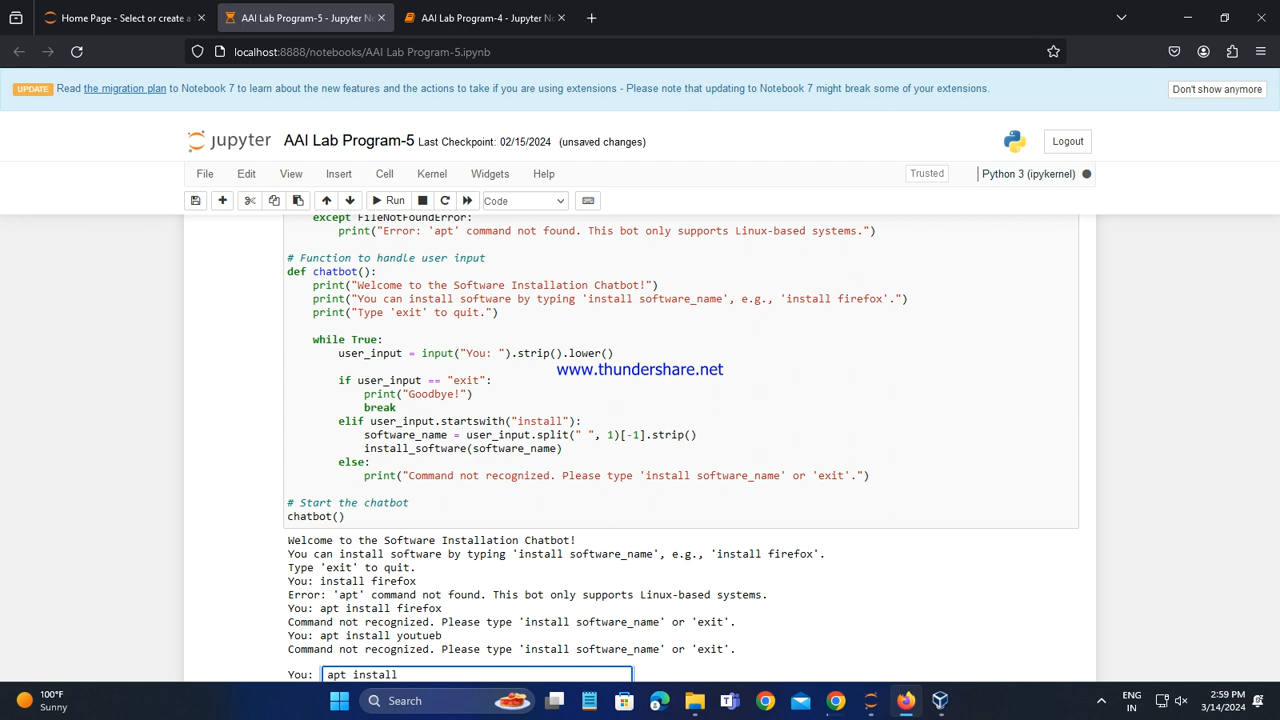 Home Page - Select or create a
AAI Lab Program-5 - Jupyter No
AAI Lab Program-4 - Jupyter No
localhost:8888/notebooks/AAI Lab Program-5.ipynb
UPDATE Read the migration plan to Notebook 7 to learn about the new features and the actions to take if you are using extensions - Please note that updating to Notebook 7 might break some of your extensions.
Don't show anymore
jupyter AAI Lab Program-5 Last Checkpoint: 02/15/2024 (unsaved changes)
Logout
File Edit View Insert Cell Kernel Widgets Help
Trusted Python 3 (ipykernel)
Run Code
except FileNotFoundError:
print("Error: 'apt' command not found. This bot only supports Linux-based systems.")
# Function to handle user input
def chatbot():
print("Welcome to the Software Installation Chatbot!")
print("You can install software by typing 'install software_name', e.g., 'install firefox'.")
print("Type 'exit' to quit.")
while True:
user_input = input("You: ").strip().lower()
www.thundershare.net
if user_input == "exit":
print("Goodbye!")
break
elif user_input.startswith("install"):
software_name = user_input.split(" ", 1)[-1].strip()
install_software(software_name)
else:
print("Command not recognized. Please type 'install software_name' or 'exit'.")
# Start the chatbot
chatbot()
Welcome to the Software Installation Chatbot!
You can install software by typing 'install software_name', e.g., 'install firefox'.
Type 'exit' to quit.
You: install firefox
Error: 'apt' command not found. This bot only supports Linux-based systems.
You: apt install firefox
Command not recognized. Please type 'install software_name' or 'exit'.
You: apt install youtueb
Command not recognized. Please type 'install software_name' or 'exit'.
You: apt install
100°F
Sunny
Search
ENG
IN
2:59 PM
3/14/2024